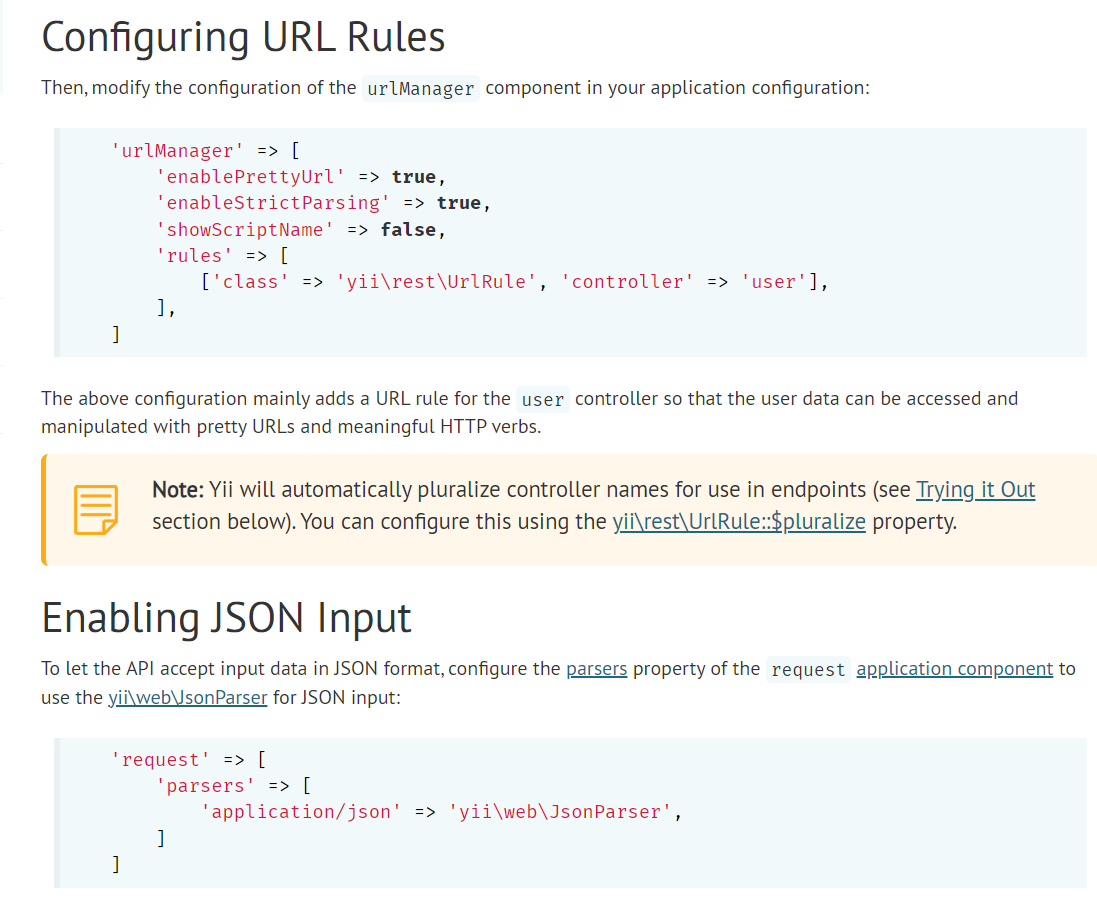 Configuring URL Rules
Then, modify the configuration of the urlManager component in your application configuration:
'urlManager' => [
    'enablePrettyUrl' => true,
    'enableStrictParsing' => true,
    'showScriptName' => false,
    'rules' => [
        ['class' => 'yii\rest\UrlRule', 'controller' => 'user'],
    ],
]
The above configuration mainly adds a URL rule for the user controller so that the user data can be accessed and
manipulated with pretty URLs and meaningful HTTP verbs.
Note: Yii will automatically pluralize controller names for use in endpoints (see Trying it Out
section below). You can configure this using the yii\rest\UrlRule::$pluralize property.
Enabling JSON Input
To let the API accept input data in JSON format, configure the parsers property of the request application component to
use the yii\web\JsonParser for JSON input:
'request' => [
    'parsers' => [
        'application/json' => 'yii\web\JsonParser',
    ]
]